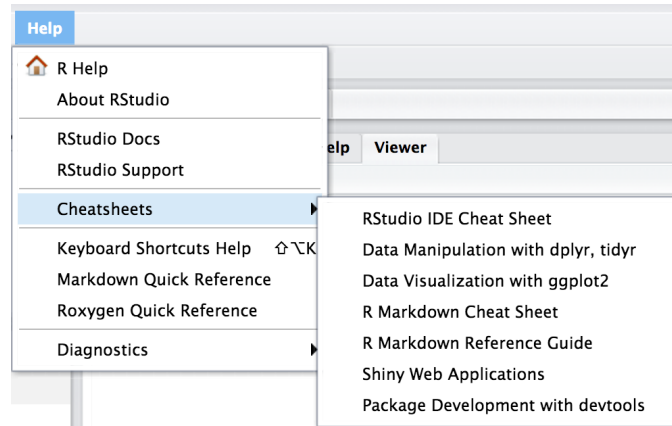 Help
R Help
About RStudio
RStudio Docs
RStudio Support
elp Viewer
Cheatsheets
Keyboard Shortcuts Help ⇧⌥K
Markdown Quick Reference
Roxygen Quick Reference
Diagnostics
RStudio IDE Cheat Sheet
Data Manipulation with dplyr, tidyr
Data Visualization with ggplot2
R Markdown Cheat Sheet
R Markdown Reference Guide
Shiny Web Applications
Package Development with devtools